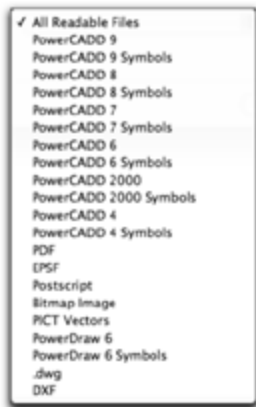 ✓ All Readable Files
PowerCADD 9
PowerCADD 9 Symbols
PowerCADD 8
PowerCADD 8 Symbols
PowerCADD 7
PowerCADD 7 Symbols
PowerCADD 6
PowerCADD 6 Symbols
PowerCADD 2000
PowerCADD 2000 Symbols
PowerCADD 4
PowerCADD 4 Symbols
PDF
EPSF
Postscript
Bitmap Image
PICT Vectors
PowerDraw 6
PowerDraw 6 Symbols
.dwg
DXF